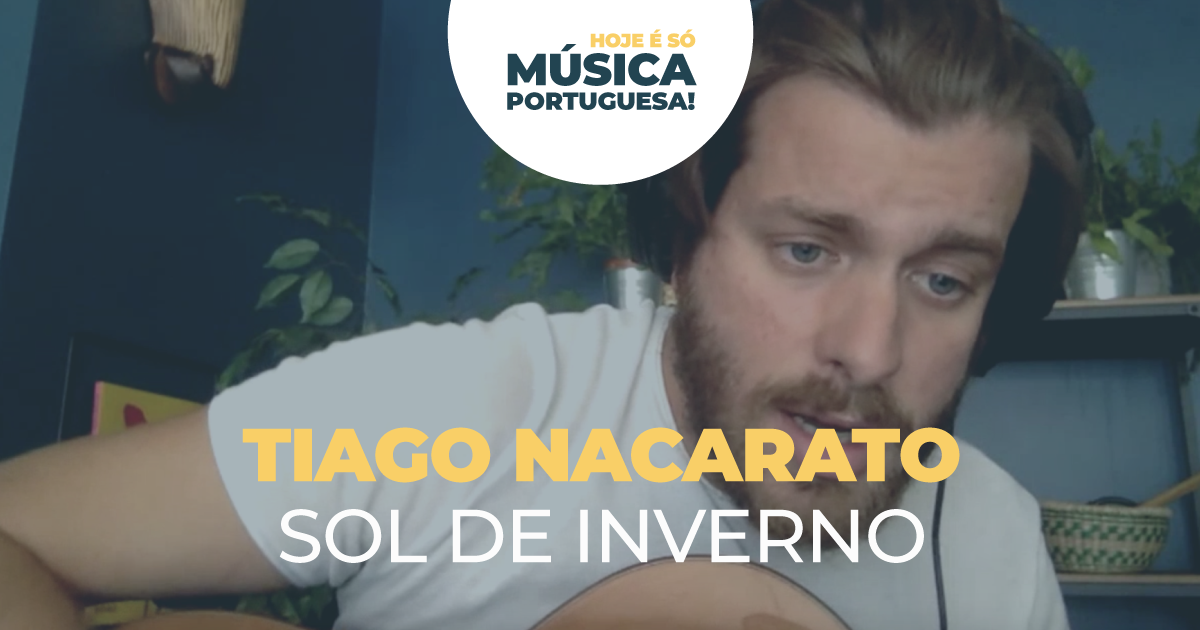 HOJE É SÓ
MÚSICA
PORTUGUESA!
TIAGO NACARATO
SOL DE INVERNO